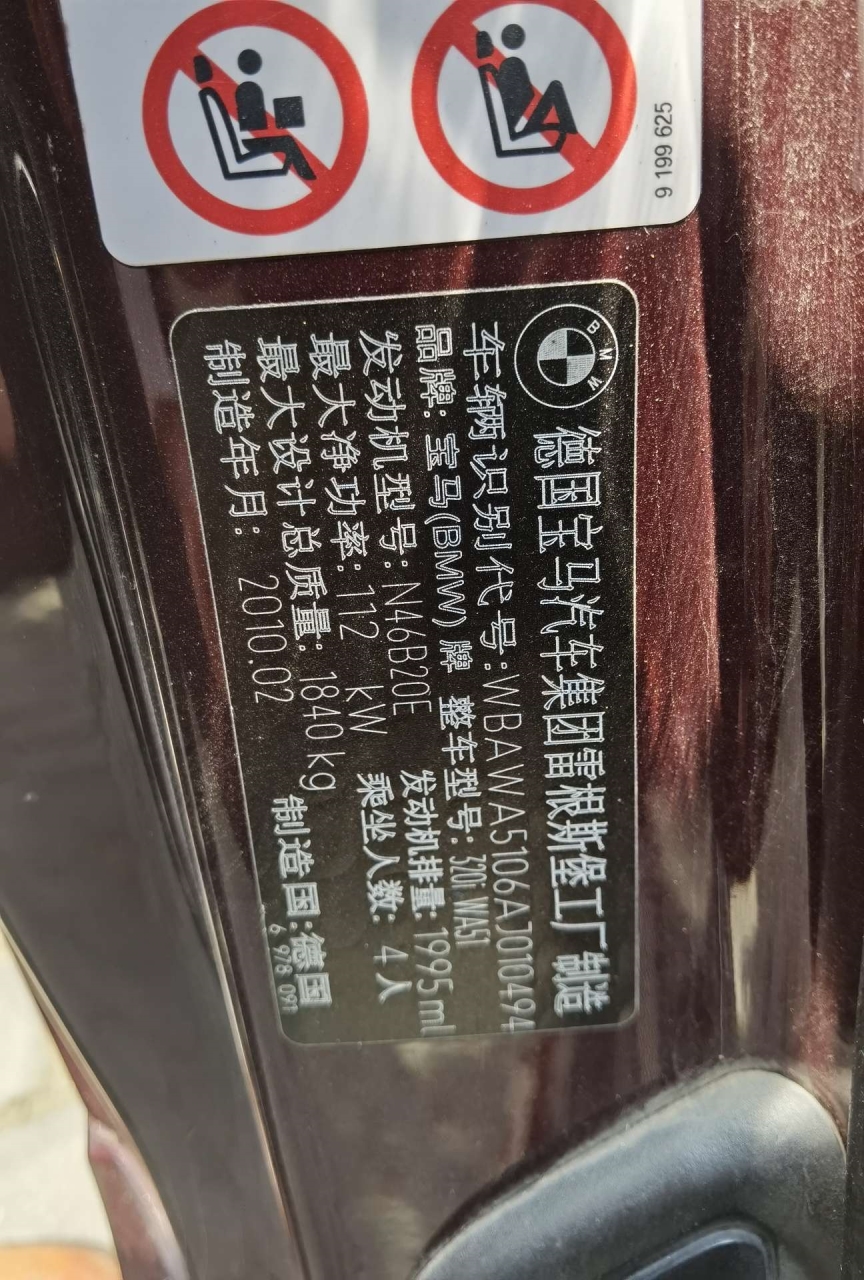 9 199 625
BMW
德国宝马汽车集团雷根斯堡工厂制造
车辆识别代号:WBAWA5106AJ010494
品牌:宝马(BMW)牌 整车型号:320i WA51
发动机型号:N46B20E 发动机排量:1995ml
最大净功率:112 kW 乘坐人数:4人
最大设计总质量:1840kg
制造年月:2010.02 制造国:德国
6 978 091